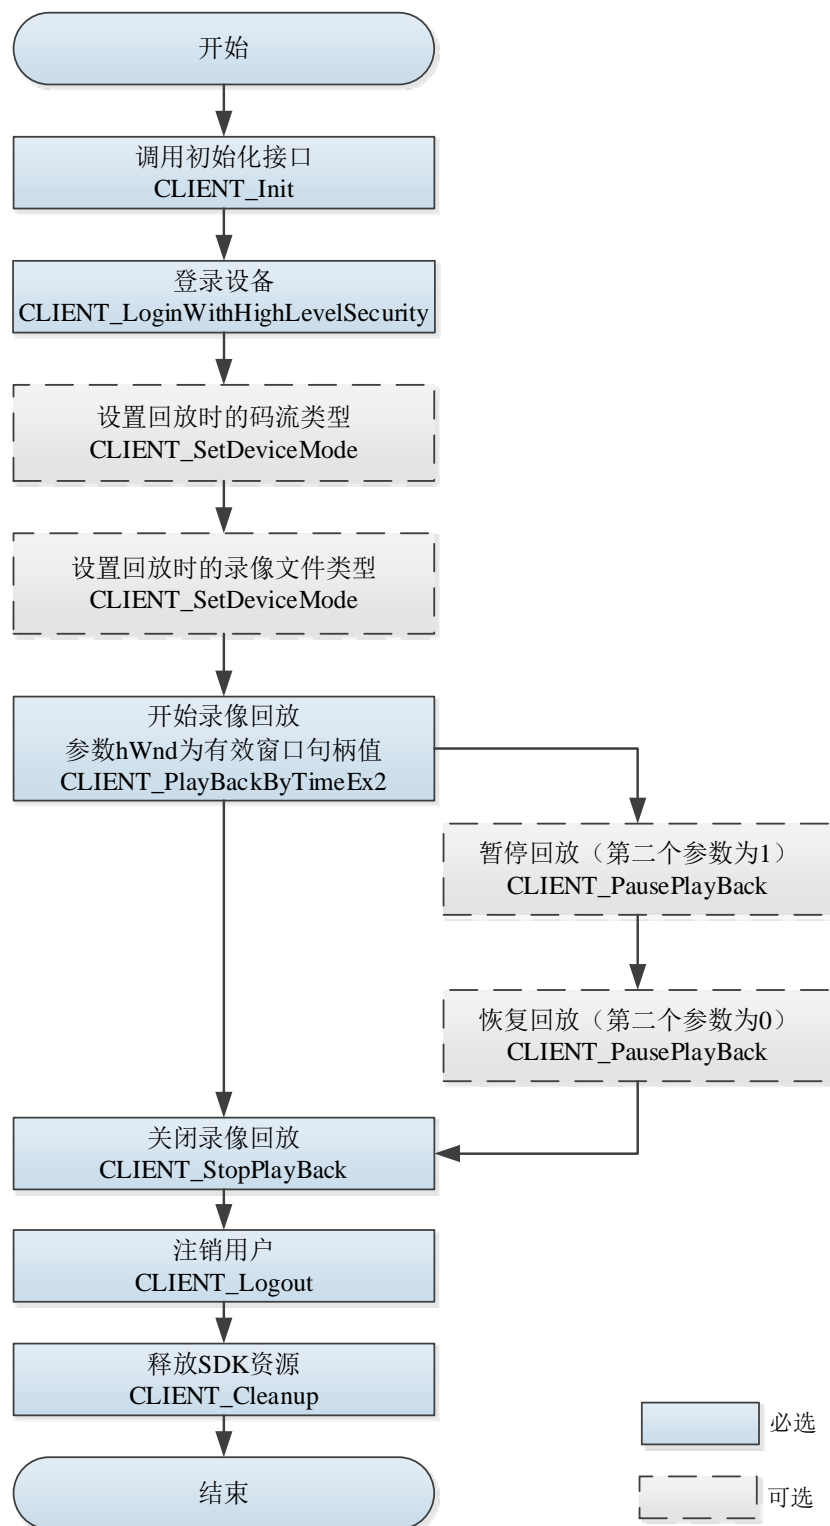 开始
调用初始化接口
CLIENT_Init
登录设备
CLIENT_LoginWithHighLevelSecurity
设置回放时的码流类型
CLIENT_SetDeviceMode
设置回放时的录像文件类型
CLIENT_SetDeviceMode
开始录像回放
参数hWnd为有效窗口句柄值
CLIENT_PlayBackByTimeEx2
暂停回放（第二个参数为1）
CLIENT_PausePlayBack
恢复回放（第二个参数为0）
CLIENT_PausePlayBack
关闭录像回放
CLIENT_StopPlayBack
注销用户
CLIENT_Logout
释放SDK资源
CLIENT_Cleanup
结束
必选
可选